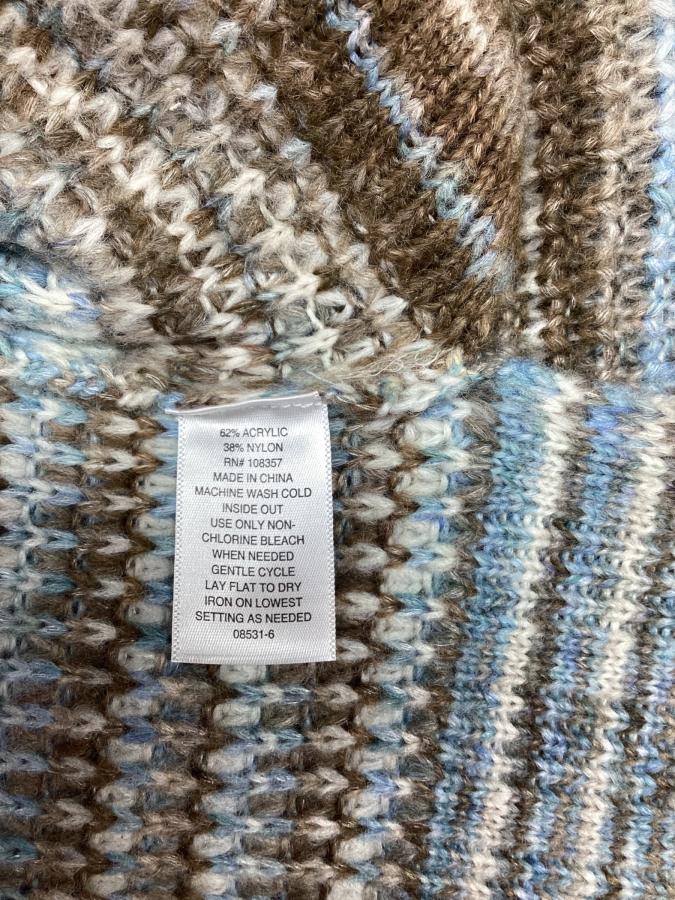 62% ACRYLIC
38% NYLON
RN# 108357
MADE IN CHINA
MACHINE WASH COLD
INSIDE OUT
USE ONLY NON-
CHLORINE BLEACH
WHEN NEEDED
GENTLE CYCLE
LAY FLAT TO DRY
IRON ON LOWEST
SETTING AS NEEDED
08531-6